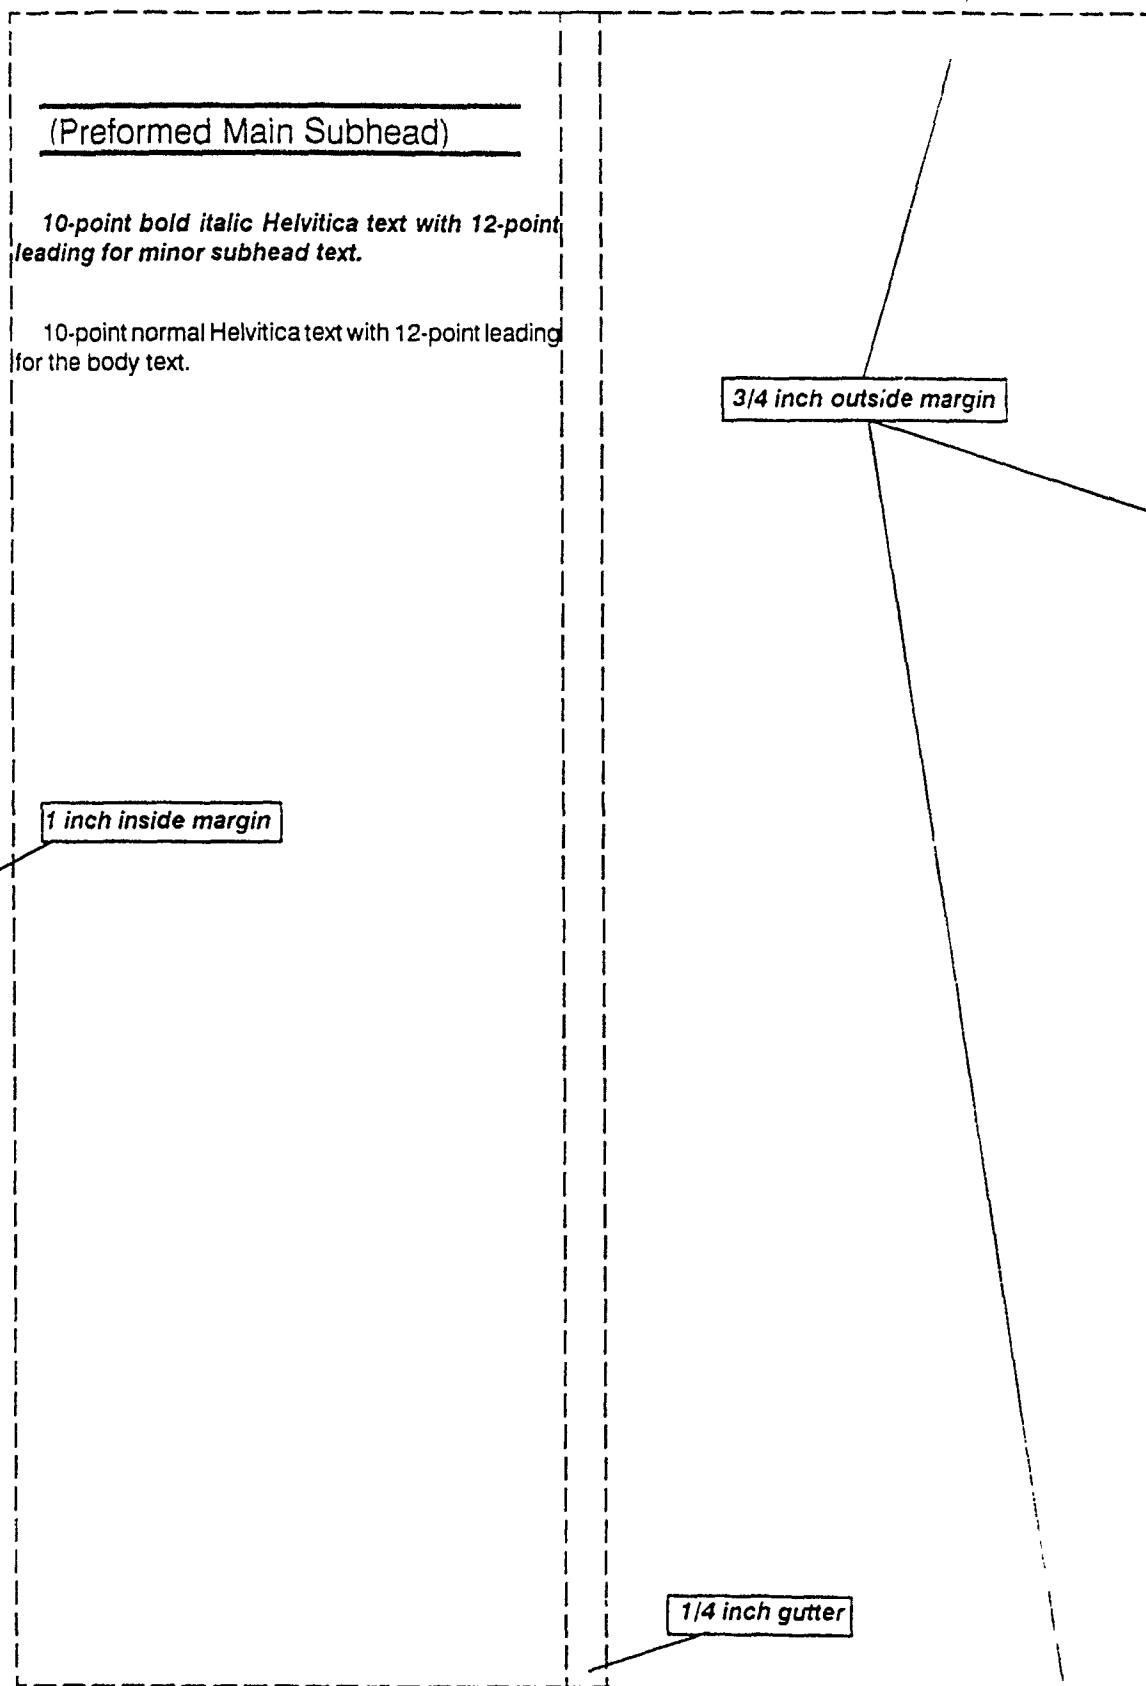 (Preformed Main Subhead)
10-point bold italic Helvitica text with 12-point
leading for minor subhead text.
10-point normal Helvitica text with 12-point leading
for the body text.
3/4 inch outside margin
1 inch inside margin
1/4 inch gutter